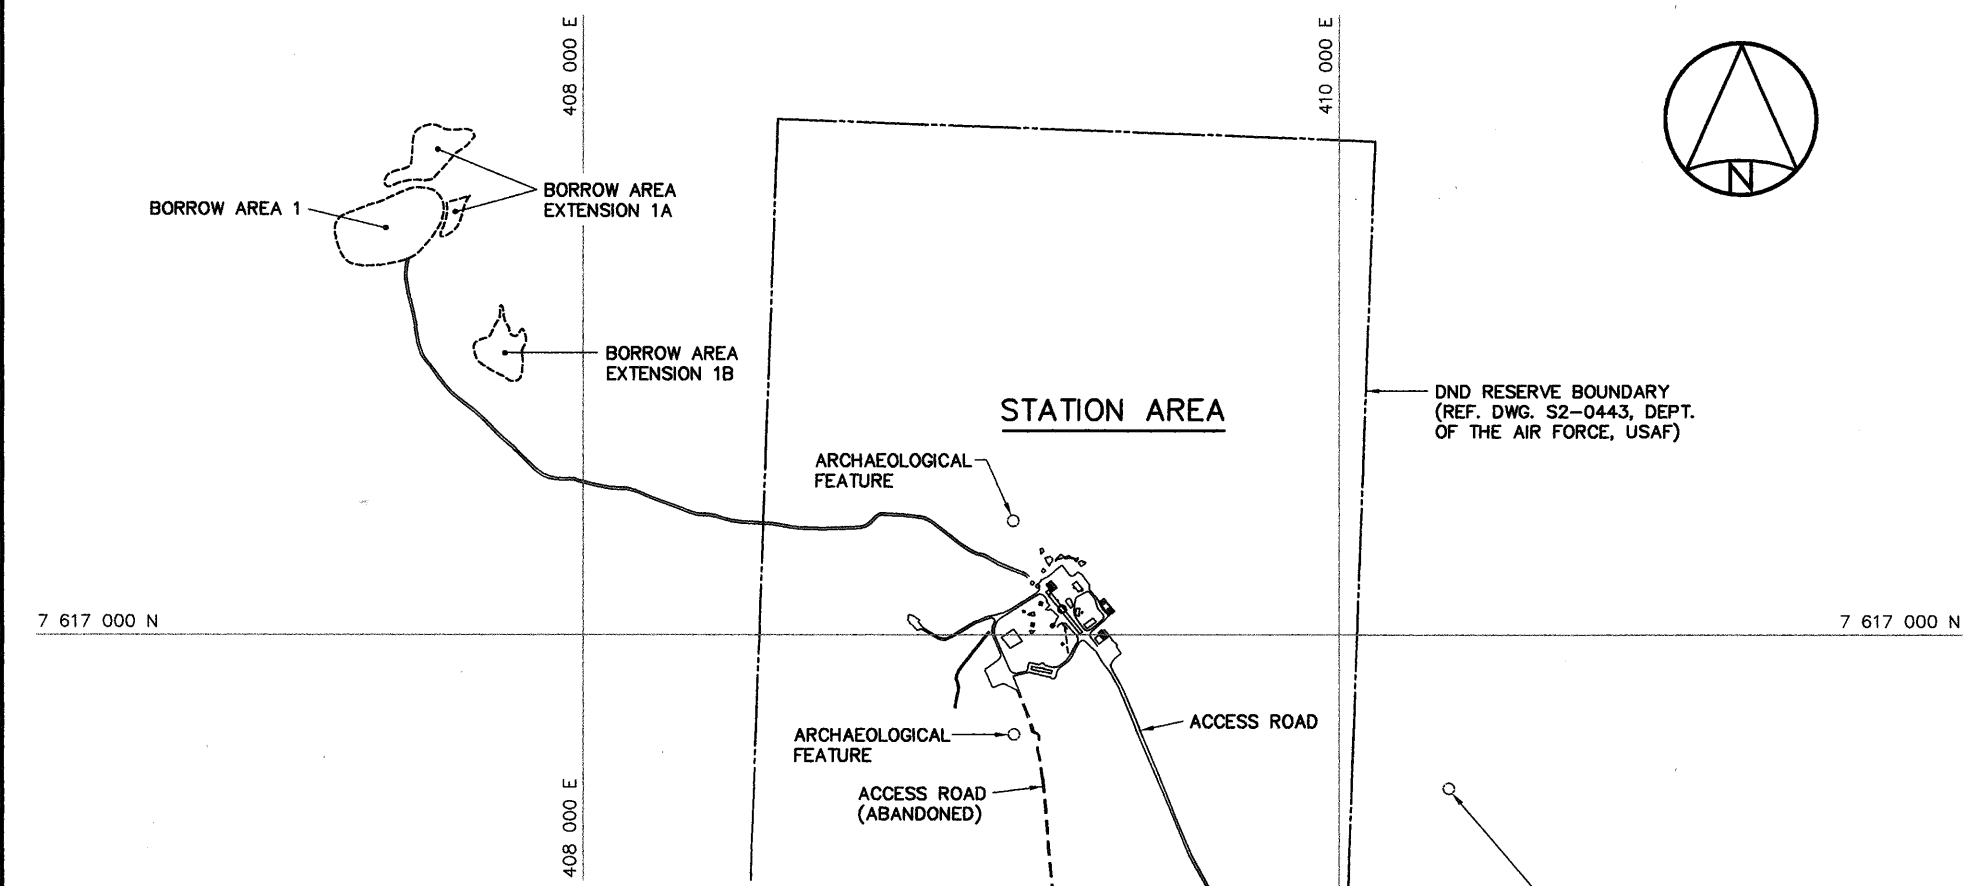 408 000 E
410 000 E
N
BORROW AREA 1
BORROW AREA
EXTENSION 1A
BORROW AREA
EXTENSION 1B
STATION AREA
DND RESERVE BOUNDARY
(REF. DWG. S2-0443, DEPT.
OF THE AIR FORCE, USAF)
ARCHAEOLOGICAL
FEATURE
7 617 000 N
7 617 000 N
ACCESS ROAD
ARCHAEOLOGICAL
FEATURE
ACCESS ROAD
(ABANDONED)
408 000 E